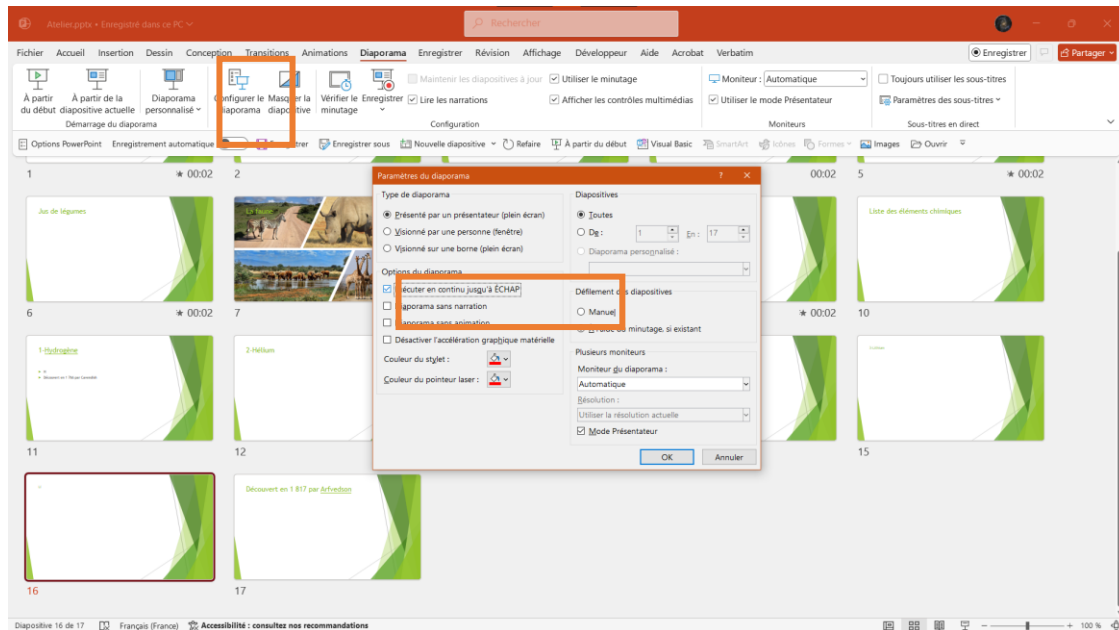 Atelier.pptx • Enregistré dans ce PC
Rechercher
Fichier Accueil Insertion Dessin Conception Transitions Animations Diaporama Enregistrer Révision Affichage Développeur Aide Acrobat Verbatim
Enregistrer
Partager
À partir du début
À partir de la diapositive actuelle
Diaporama personnalisé
Configurer le diaporama
Masquer la diapositive
Vérifier le minutage
Enregistrer
Maintenir les diapositives à jour
Utiliser le minutage
Lire les narrations
Afficher les contrôles multimédias
Moniteur : Automatique
Utiliser le mode Présentateur
Toujours utiliser les sous-titres
Paramètres des sous-titres
Démarrage du diaporama
Configuration
Moniteurs
Sous-titres en direct
Options PowerPoint Enregistrement automatique Enregistrer sous Nouvelle diapositive Refaire À partir du début Visual Basic SmartArt Icônes Formes Images Ouvrir
1 00:02 2 00:02 5 00:02
Paramètres du diaporama ?
Type de diaporama
Présenté par un présentateur (plein écran)
Visionné par une personne (fenêtre)
Visionné sur une borne (plein écran)
Options du diaporama
Exécuter en continu jusqu'à ÉCHAP
Diaporama sans narration
Diaporama sans animation
Désactiver l'accélération graphique matérielle
Couleur du stylet :
Couleur du pointeur laser :
Diapositives
Toutes
De : 1 En : 17
Diaporama personnalisé :
Défilement des diapositives
Manuel
minutage, si existant
Plusieurs moniteurs
Moniteur du diaporama :
Automatique
Résolution :
Utiliser la résolution actuelle
Mode Présentateur
OK Annuler
Jus de légumes
Liste des éléments chimiques
6 00:02 7 00:02 10
1-Hydrogène
2-Hélium
11 12 15
Découvert en 1 817 par Arfvedson
16 17
Diapositive 16 de 17 Français (France) Accessibilité : consultez nos recommandations 100 %